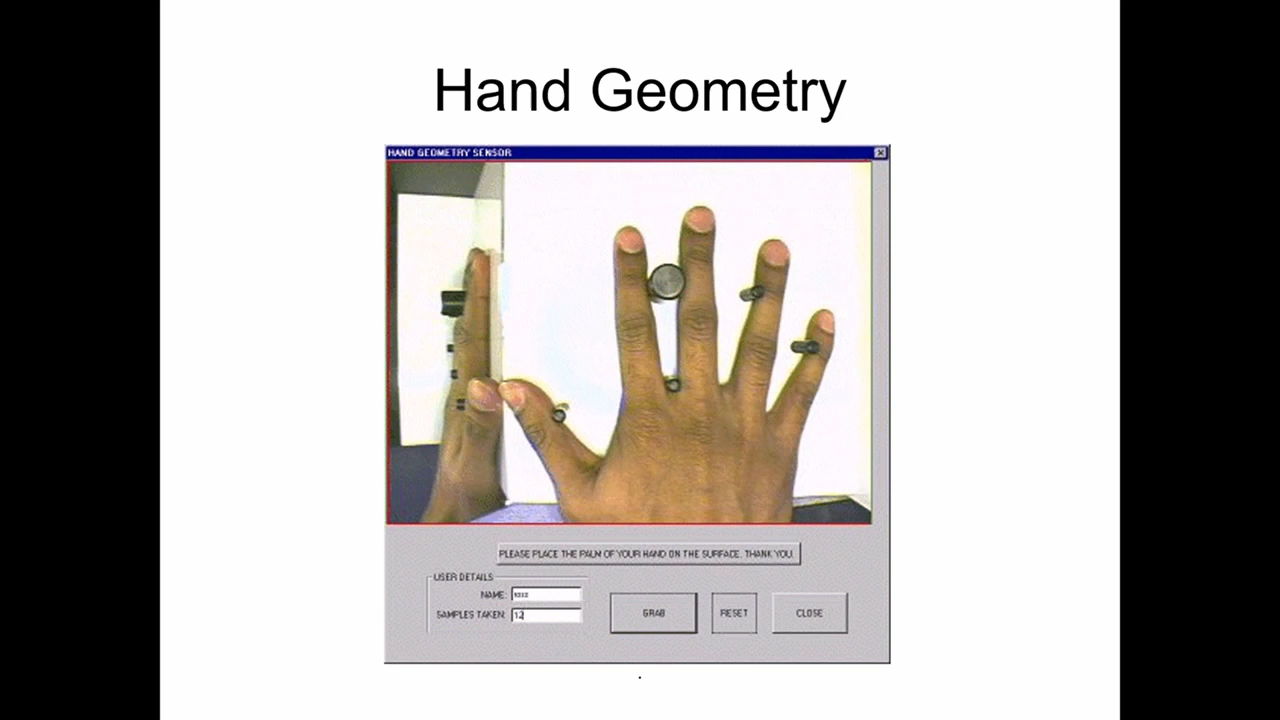 Hand Geometry
HAND GEOMETRY SENSOR
PLEASE PLACE THE PALM OF YOUR HAND ON THE SURFACE. THANK YOU.
USER DETAILS
NAME:
SAMPLES TAKEN: 12
GRAB
RESET
CLOSE
.